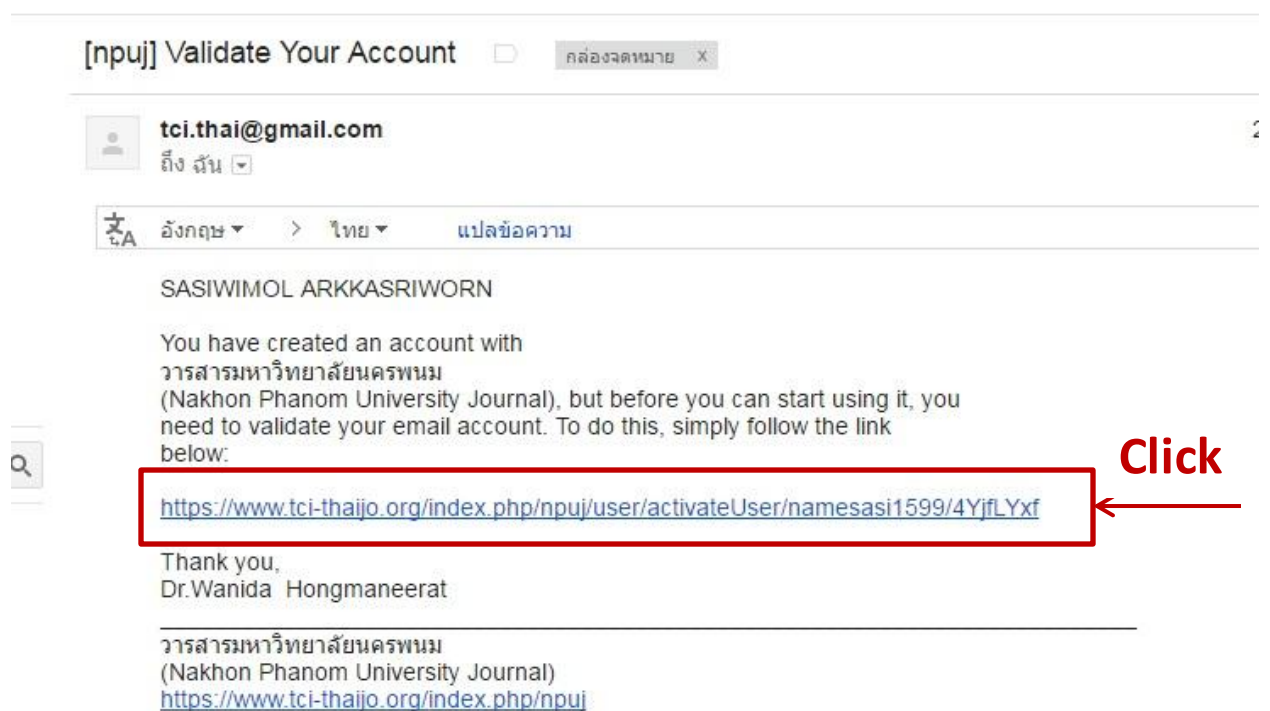 [npuj] Validate Your Account กล่องจดหมาย x
tci.thai@gmail.com
ถึง ฉัน
อังกฤษ > ไทย แปลข้อความ
SASIWIMOL ARKKASRIWORN
You have created an account with
วารสารมหาวิทยาลัยนครพนม
(Nakhon Phanom University Journal), but before you can start using it, you
need to validate your email account. To do this, simply follow the link
below:
Click
https://www.tci-thaijo.org/index.php/npuj/user/activateUser/namesasi1599/4YjfLYxf
Thank you,
Dr.Wanida Hongmaneerat
วารสารมหาวิทยาลัยนครพนม
(Nakhon Phanom University Journal)
https://www.tci-thaijo.org/index.php/npuj